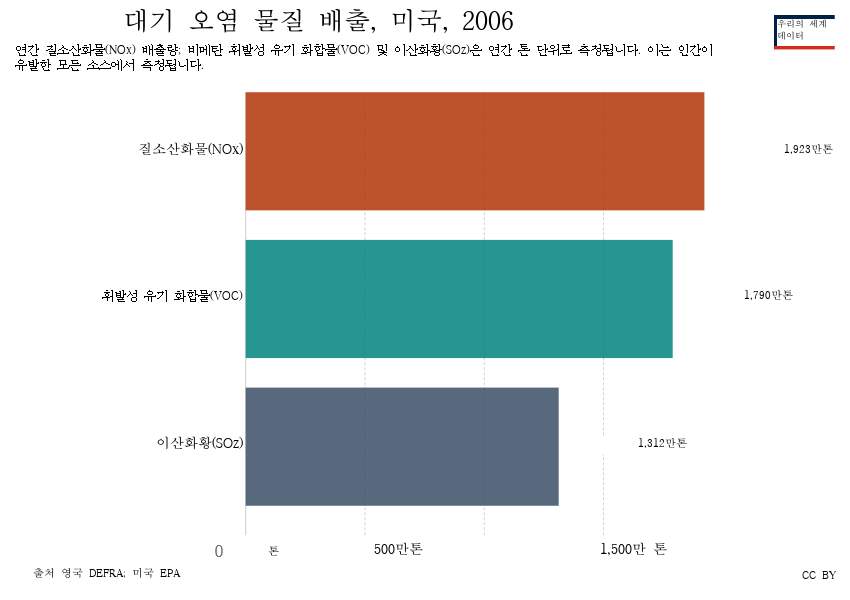 대기 오염 물질 배출, 미국, 2006
우리의 세계
데이터
연간 질소산화물(NOx) 배출량; 비메탄 휘발성 유기 화합물(VOC) 및 이산화황(SOz)은 연간 톤 단위로 측정됩니다. 이는 인간이
유발한 모든 소스에서 측정됩니다.
질소산화물(NOx)
1,923만톤
휘발성 유기 화합물(VOC)
1,790만톤
이산화황(SOz)
1,312만톤
0 톤 500만톤 1,500만 톤
출처 영국 DEFRA; 미국 EPA
CC BY